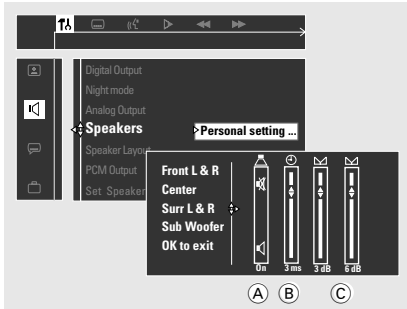 Digital Output
Night mode
Analog Output
Speakers
Personal setting ...
Speaker Layout
PCM Output
Set Speaker
Front L & R
Center
Surr L & R
Sub Woofer
OK to exit
On
3 ms
3 dB
6 dB
A
B
C